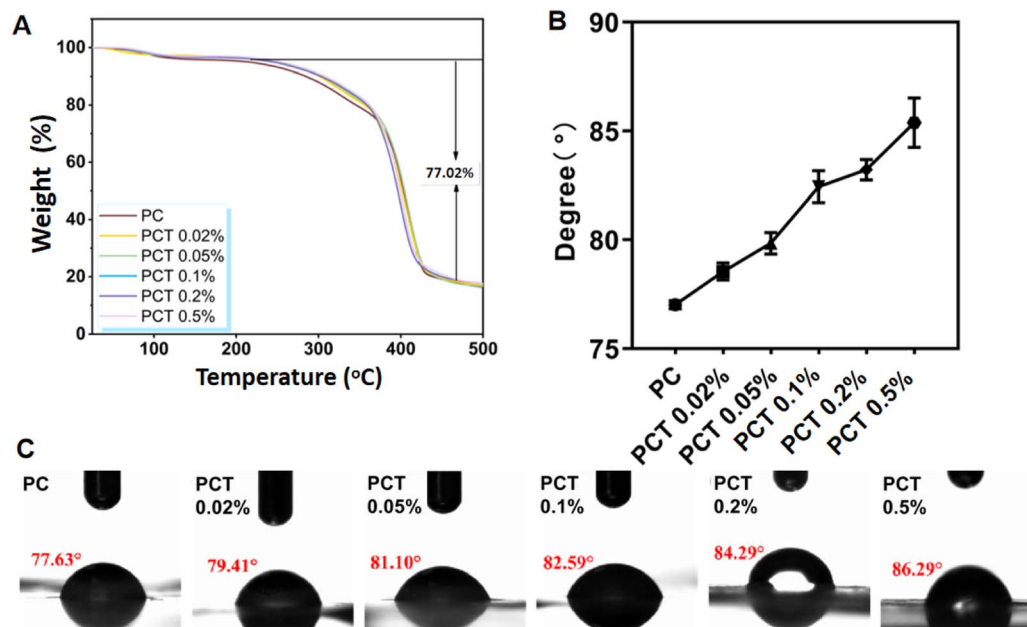 A
Weight (%)
100
80
60
40
20
0
77.02%
PC
PCT 0.02%
PCT 0.05%
PCT 0.1%
PCT 0.2%
PCT 0.5%
100
200
300
400
500
Temperature (°C)
B
Degree(°)
90
85
80
75
PC
PCT 0.02%
PCT 0.05%
PCT 0.1%
PCT 0.2%
PCT 0.5%
C
PC
77.63°
PCT
0.02%
79.41°
PCT
0.05%
81.10°
PCT
0.1%
82.59°
PCT
0.2%
84.29°
PCT
0.5%
86.29°